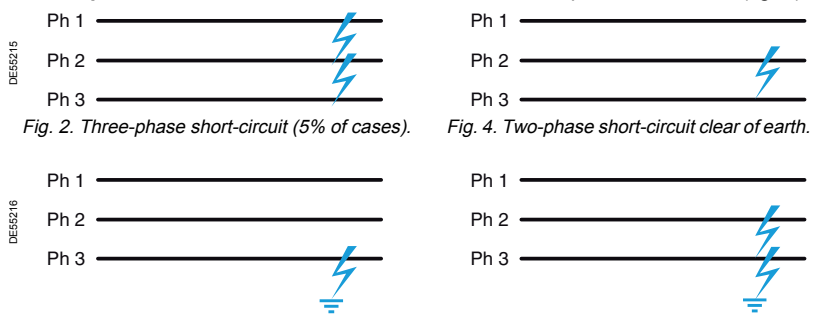 Ph 1
Ph 2
Ph 3
DE55215
Fig. 2. Three-phase short-circuit (5% of cases).
Ph 1
Ph 2
Ph 3
Fig. 4. Two-phase short-circuit clear of earth.
Ph 1
Ph 2
Ph 3
DE55216
Ph 1
Ph 2
Ph 3